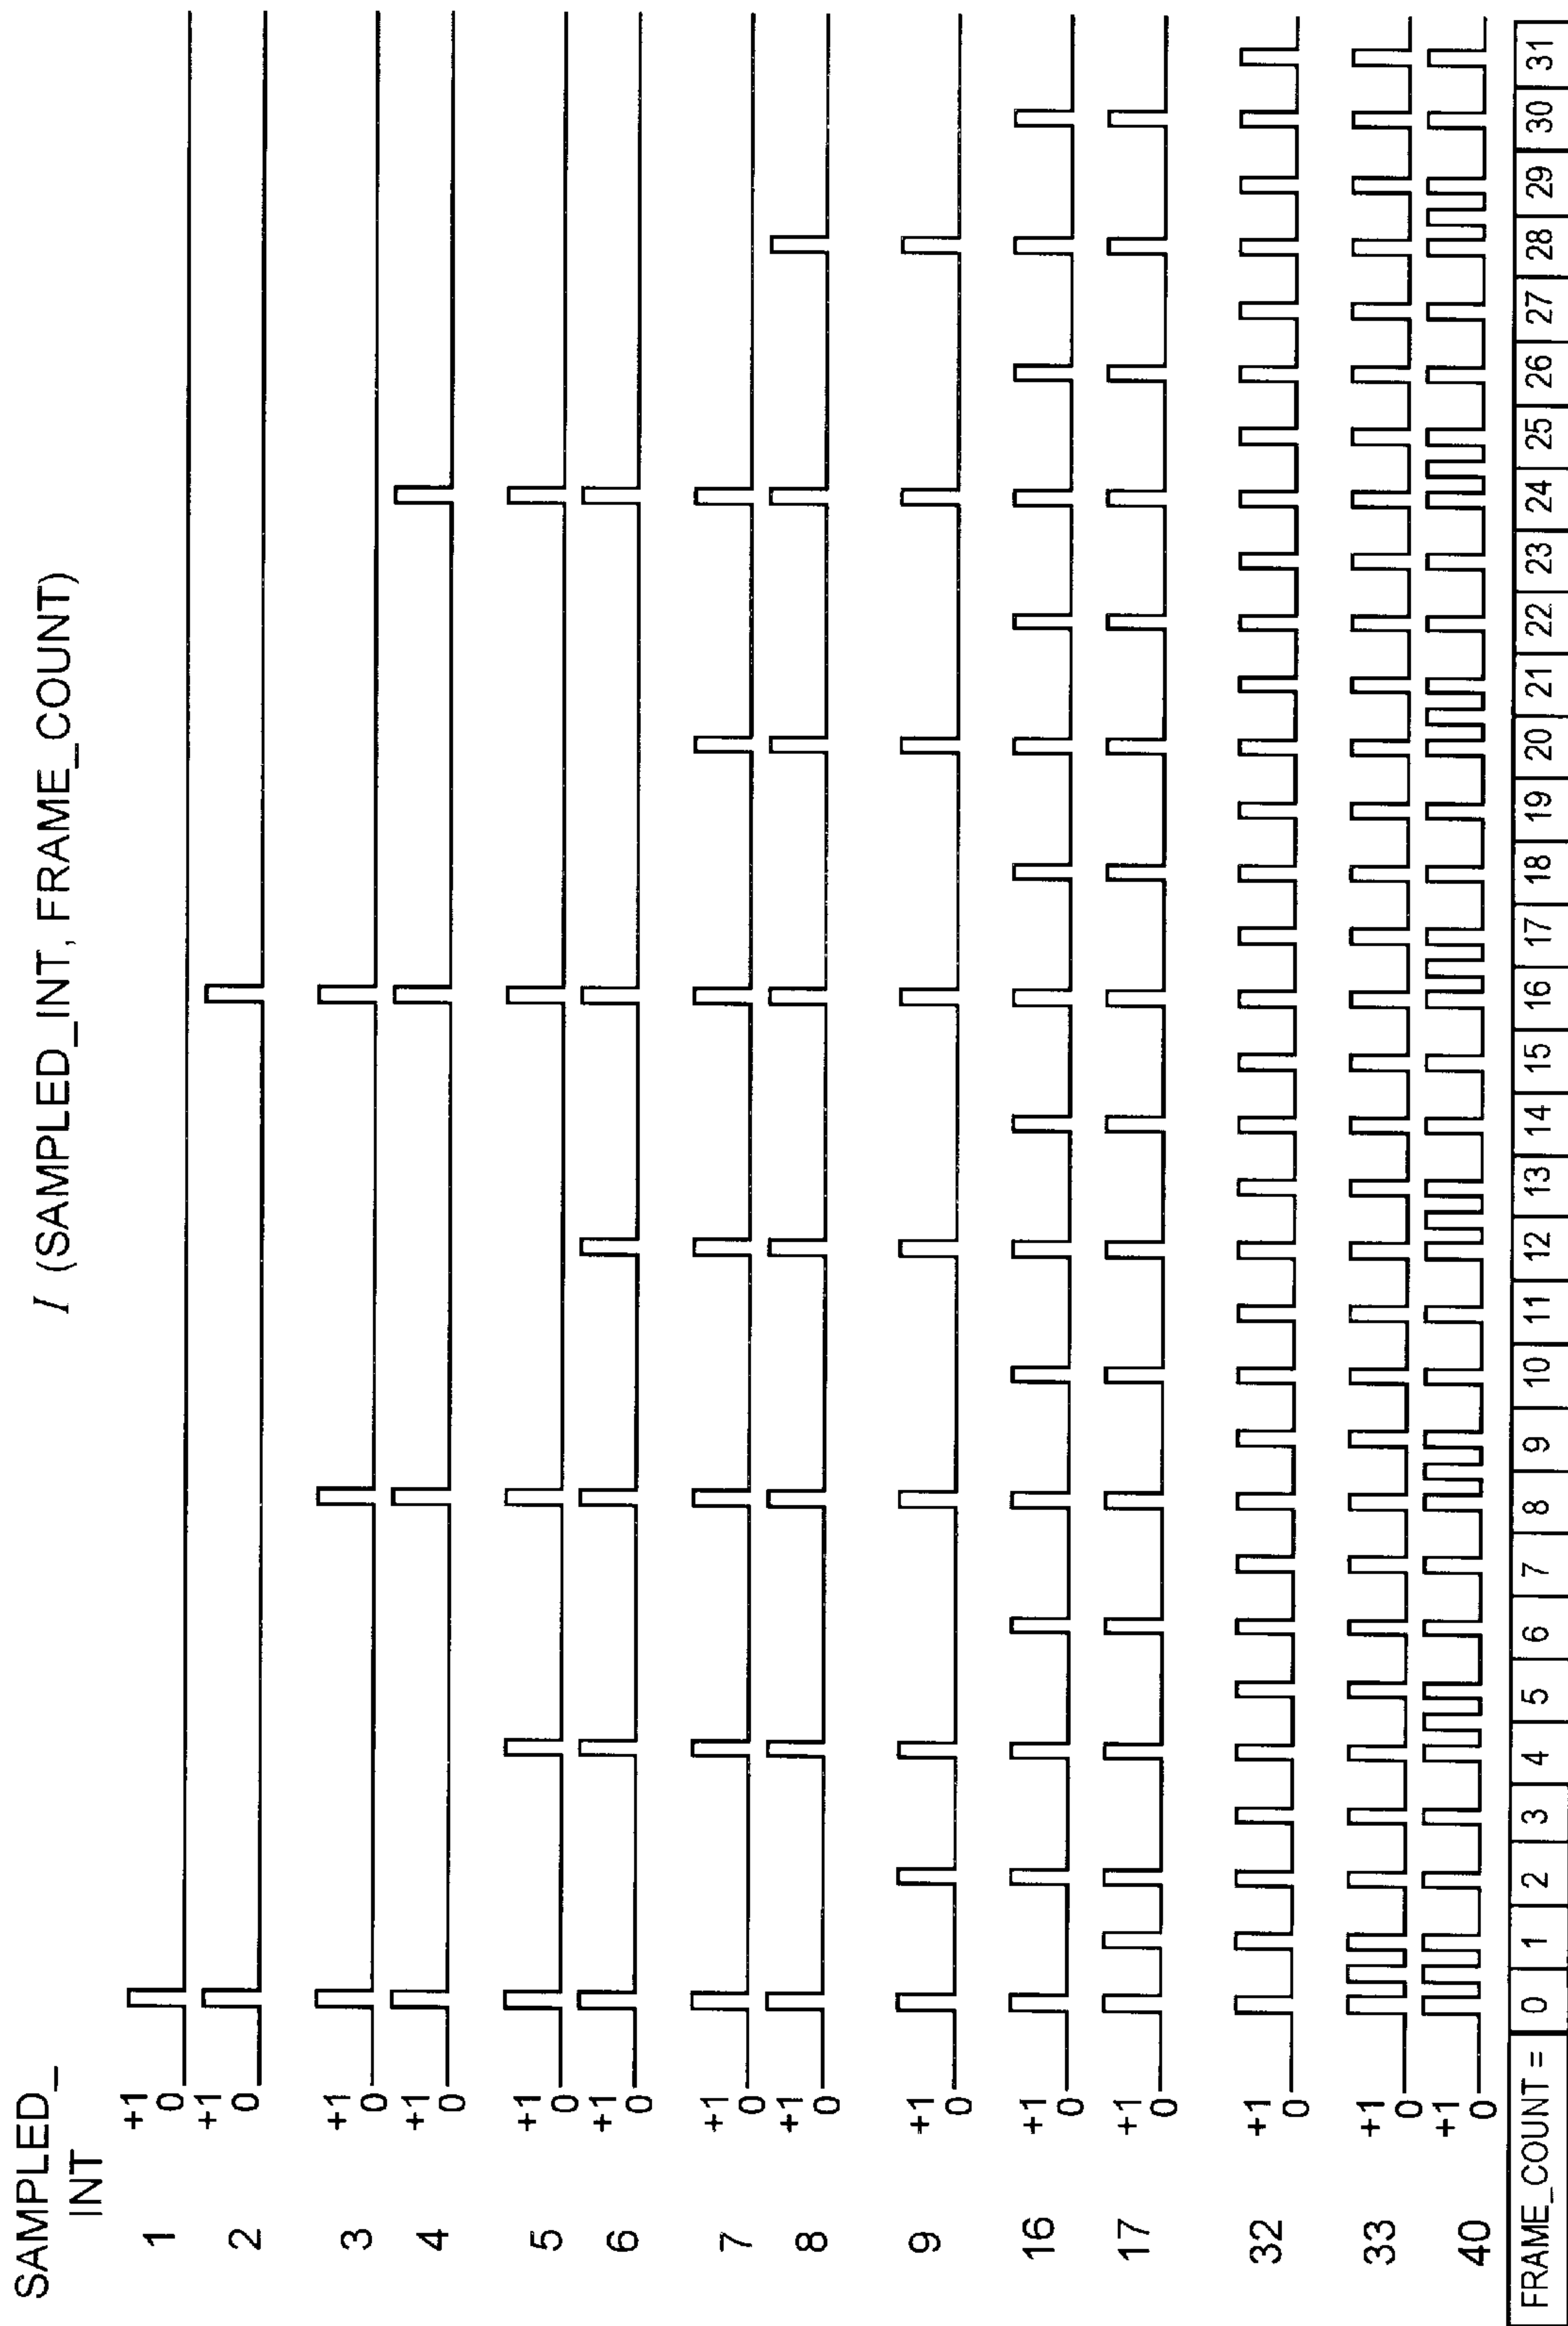 I (SAMPLED_INT, FRAME_COUNT)
SAMPLED_
INT
1 +1 0
2 +1 0
3 +1 0
4 +1 0
5 +1 0
6 +1 0
7 +1 0
8 +1 0
9 +1 0
16 +1 0
17 +1 0
32 +1 0
33 +1 0
40 +1 0
FRAME_COUNT = 0 1 2 3 4 5 6 7 8 9 10 11 12 13 14 15 16 17 18 19 20 21 22 23 24 25 26 27 28 29 30 31